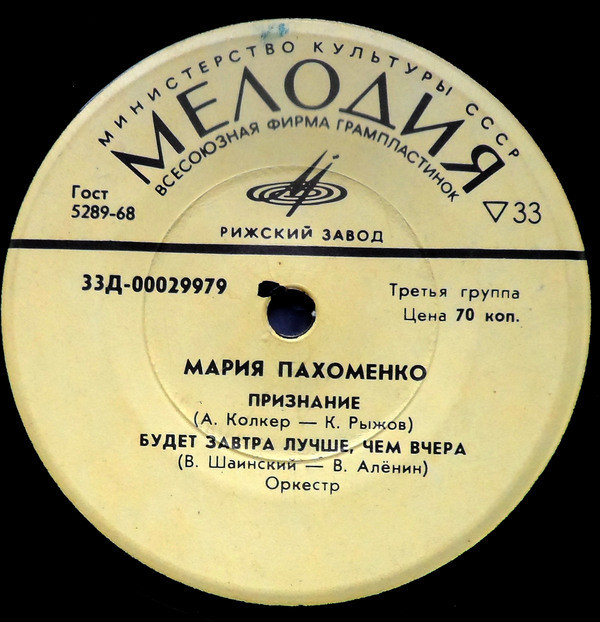 МИНИСТЕРСТВО КУЛЬТУРЫ СССР
МЕЛОДИЯ
ВСЕСОЮЗНАЯ ФИРМА ГРАМПЛАСТИНОК
Гост
5289-68
33
РИЖСКИЙ ЗАВОД
33Д-00029979
Третья группа
Цена 70 коп.
МАРИЯ ПАХОМЕНКО
ПРИЗНАНИЕ
(А. Колкер — К. Рыжов)
БУДЕТ ЗАВТРА ЛУЧШЕ, ЧЕМ ВЧЕРА
(В. Шаинский — В. Алёнин)
Оркестр